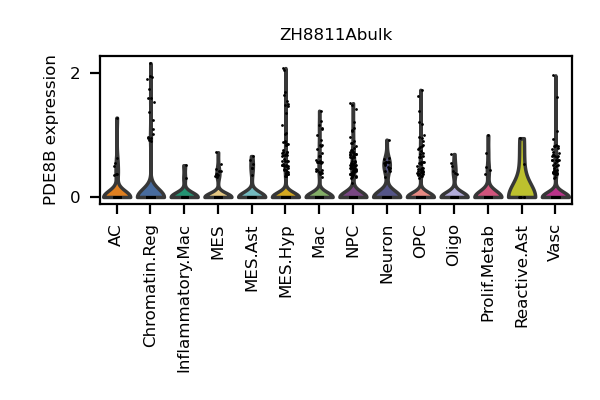 ZH8811Abulk
PDE8B expression
2
0
AC
Chromatin.Reg
Inflammatory.Mac
MES
MES.Ast
MES.Hyp
Mac
NPC
Neuron
OPC
Oligo
Prolif.Metab
Reactive.Ast
Vasc